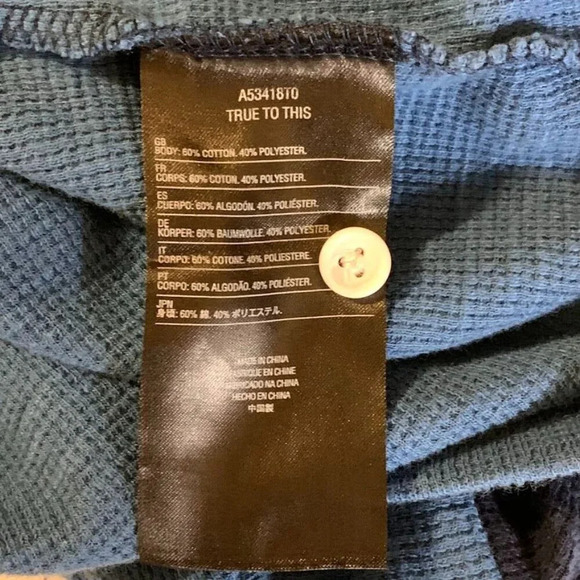 A53418T0
TRUE TO THIS
GB
BODY: 60% COTTON. 40% POLYESTER.
FR
CORPS: 60% COTON. 40% POLYESTER.
ES
CUERPO: 60% ALGODÓN. 40% POLIÉSTER.
DE
KÖRPER: 60% BAUMWOLLE. 40% POLYESTER.
IT
CORPO: 60% COTONE. 40% POLIESTERE.
PT
CORPO: 60% ALGODÃO. 40% POLIÉSTER.
JPN
身頃: 60% 綿. 40% ポリエステル.
MADE IN CHINA
FABRIQUE EN CHINE
FABRICADO NA CHINA
HECHO EN CHINA
中国製